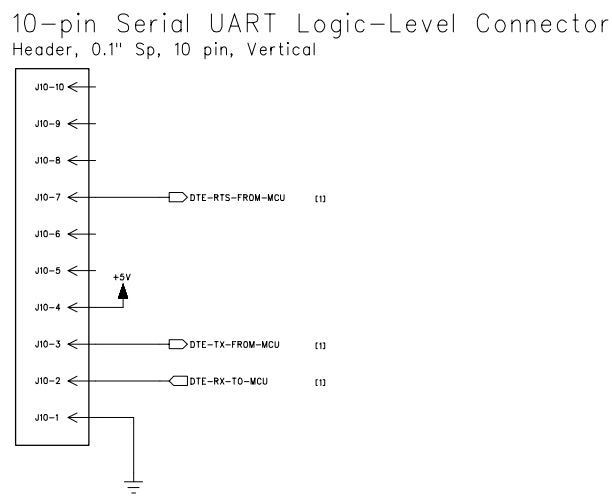 10-pin Serial UART Logic-Level Connector
Header, 0.1" Sp, 10 pin, Vertical
J10-10
J10-9
J10-8
J10-7 DTE-RTS-FROM-MCU [1]
J10-6
J10-5
+5V
J10-4
J10-3 DTE-TX-FROM-MCU [1]
J10-2 DTE-RX-TO-MCU [1]
J10-1